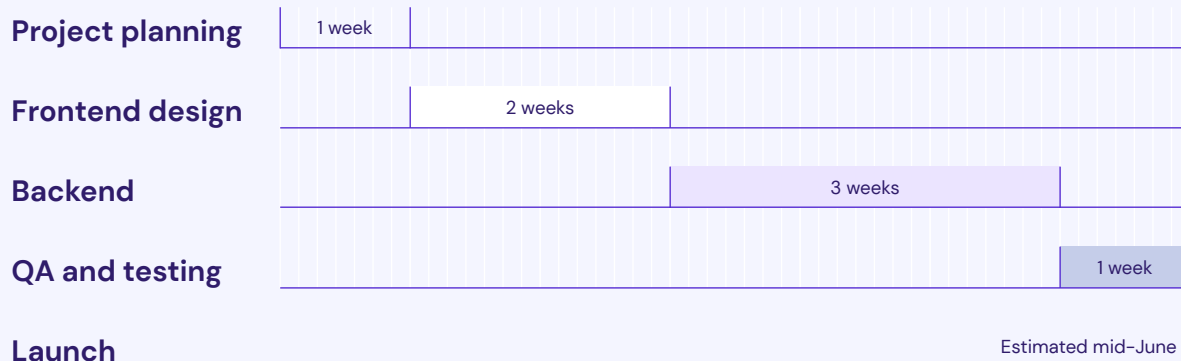 Project planning
1 week
Frontend design
2 weeks
Backend
3 weeks
QA and testing
1 week
Launch
Estimated mid-June